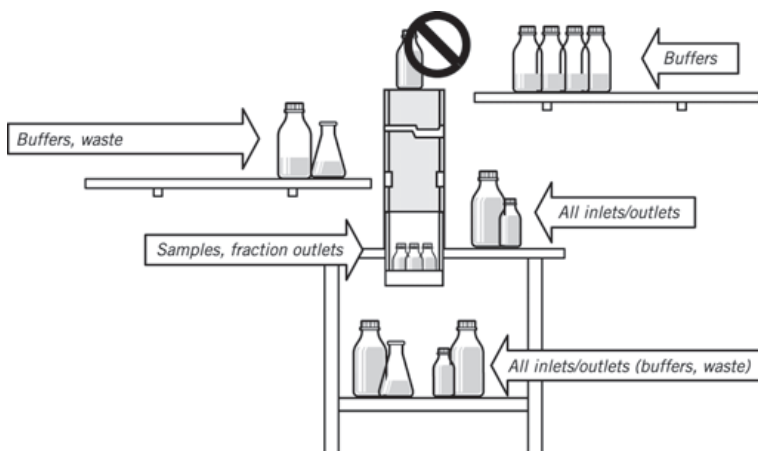 Buffers
Buffers, waste
All inlets/outlets
Samples, fraction outlets
All inlets/outlets (buffers, waste)